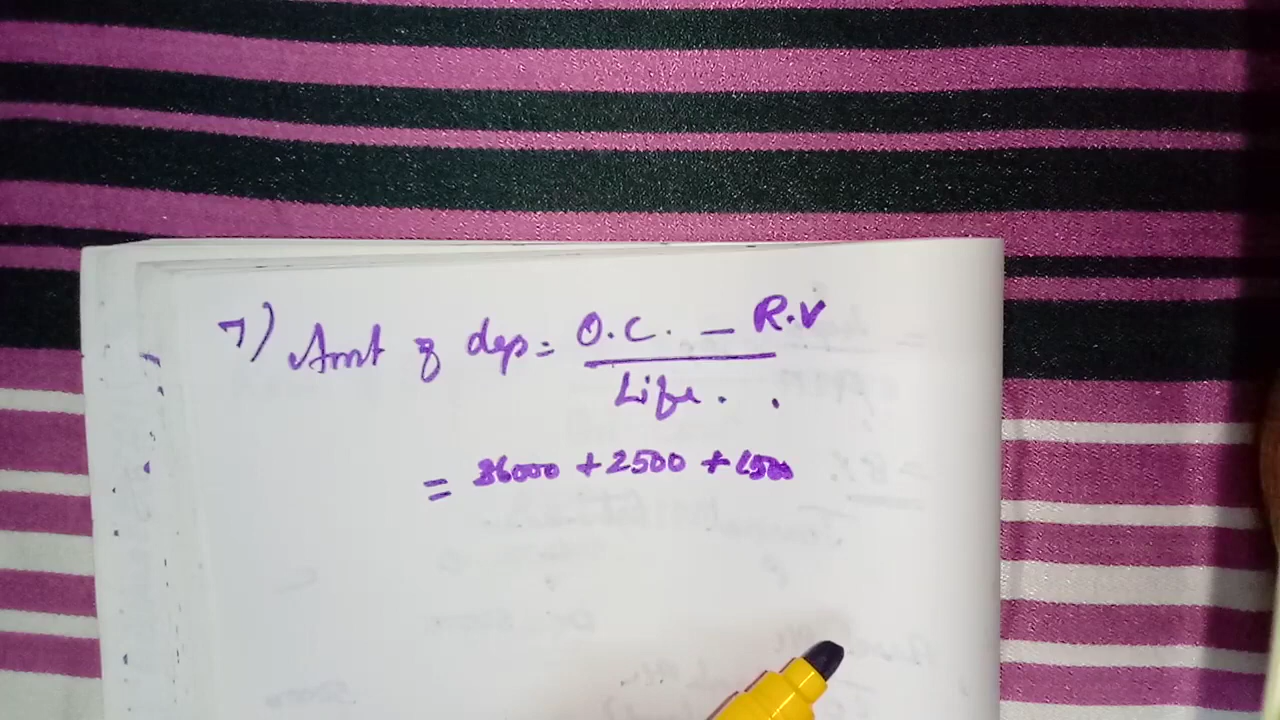 7) Amt of dep = O.C. - R.V
Life.
= 36000 + 2500 + 1500